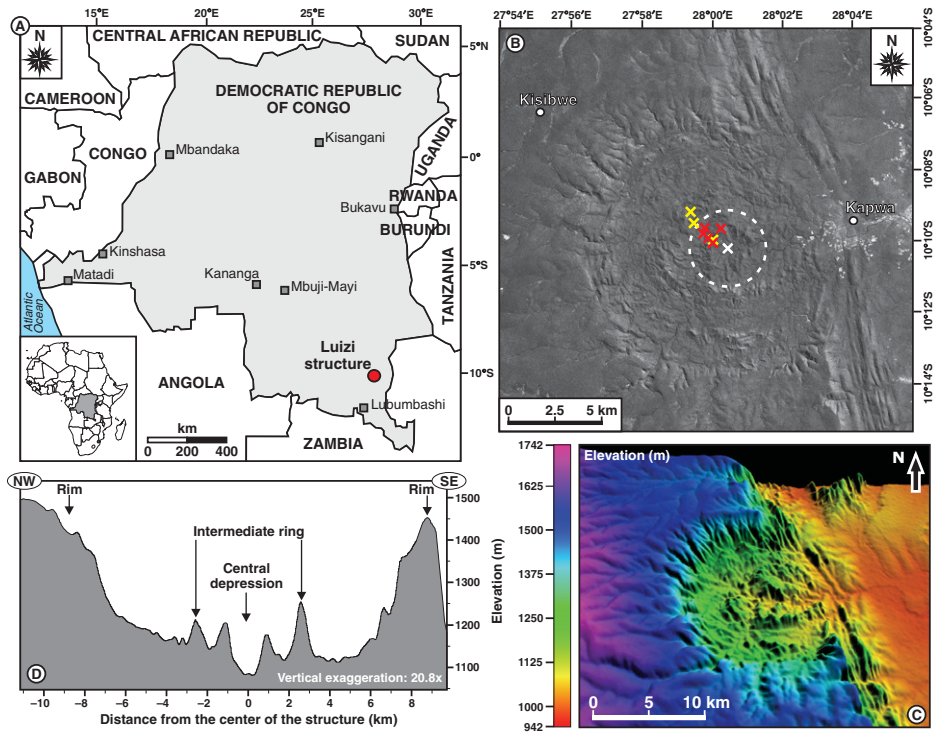 15°E
20°E
25°E
30°E
A
N
CENTRAL AFRICAN REPUBLIC
SUDAN
5°N
CAMEROON
DEMOCRATIC REPUBLIC
OF CONGO
Kisangani
UGANDA
CONGO
Mbandaka
0°
GABON
RWANDA
Bukavu
BURUNDI
Kinshasa
TANZANIA
Matadi
Kananga
Mbuji-Mayi
5°S
Atlantic
Ocean
Luizi
structure
10°S
ANGOLA
Lubumbashi
km
0 200 400
ZAMBIA
27°54'E
27°56'E
27°58'E
28°00'E
28°02'E
28°04'E
B
N
10°04'S
Kisibwe
10°06'S
10°08'S
Kapwa
10°10'S
10°12'S
10°14'S
0 2.5 5 km
NW
SE
Rim
Rim
1500
Intermediate ring
1400
Central
depression
1300
1200
1100
Elevation (m)
D
Vertical exaggeration: 20.8x
−10 −8 −6 −4 −2 0 2 4 6 8
Distance from the center of the structure (km)
1742
1625
1500
1375
1250
1125
1000
942
Elevation (m)
N
0 5 10 km
C